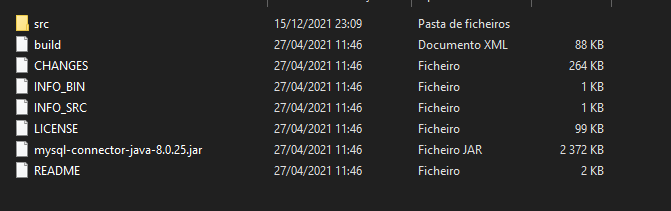 src 15/12/2021 23:09 Pasta de ficheiros
build 27/04/2021 11:46 Documento XML 88 KB
CHANGES 27/04/2021 11:46 Ficheiro 264 KB
INFO_BIN 27/04/2021 11:46 Ficheiro 1 KB
INFO_SRC 27/04/2021 11:46 Ficheiro 1 KB
LICENSE 27/04/2021 11:46 Ficheiro 99 KB
mysql-connector-java-8.0.25.jar 27/04/2021 11:46 Ficheiro JAR 2 372 KB
README 27/04/2021 11:46 Ficheiro 2 KB